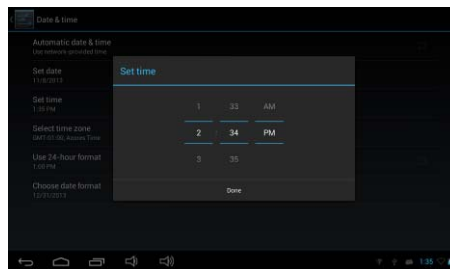 Date & time
Automatic date & time
Use network-provided time
Set date
11/8/2013
Set time
1:35 PM
Select time zone
GMT-01:00, Azores Time
Use 24-hour format
1:00 PM
Choose date format
12/31/2013
Set time
1 33 AM
2 : 34 PM
3 35
Done
1:35